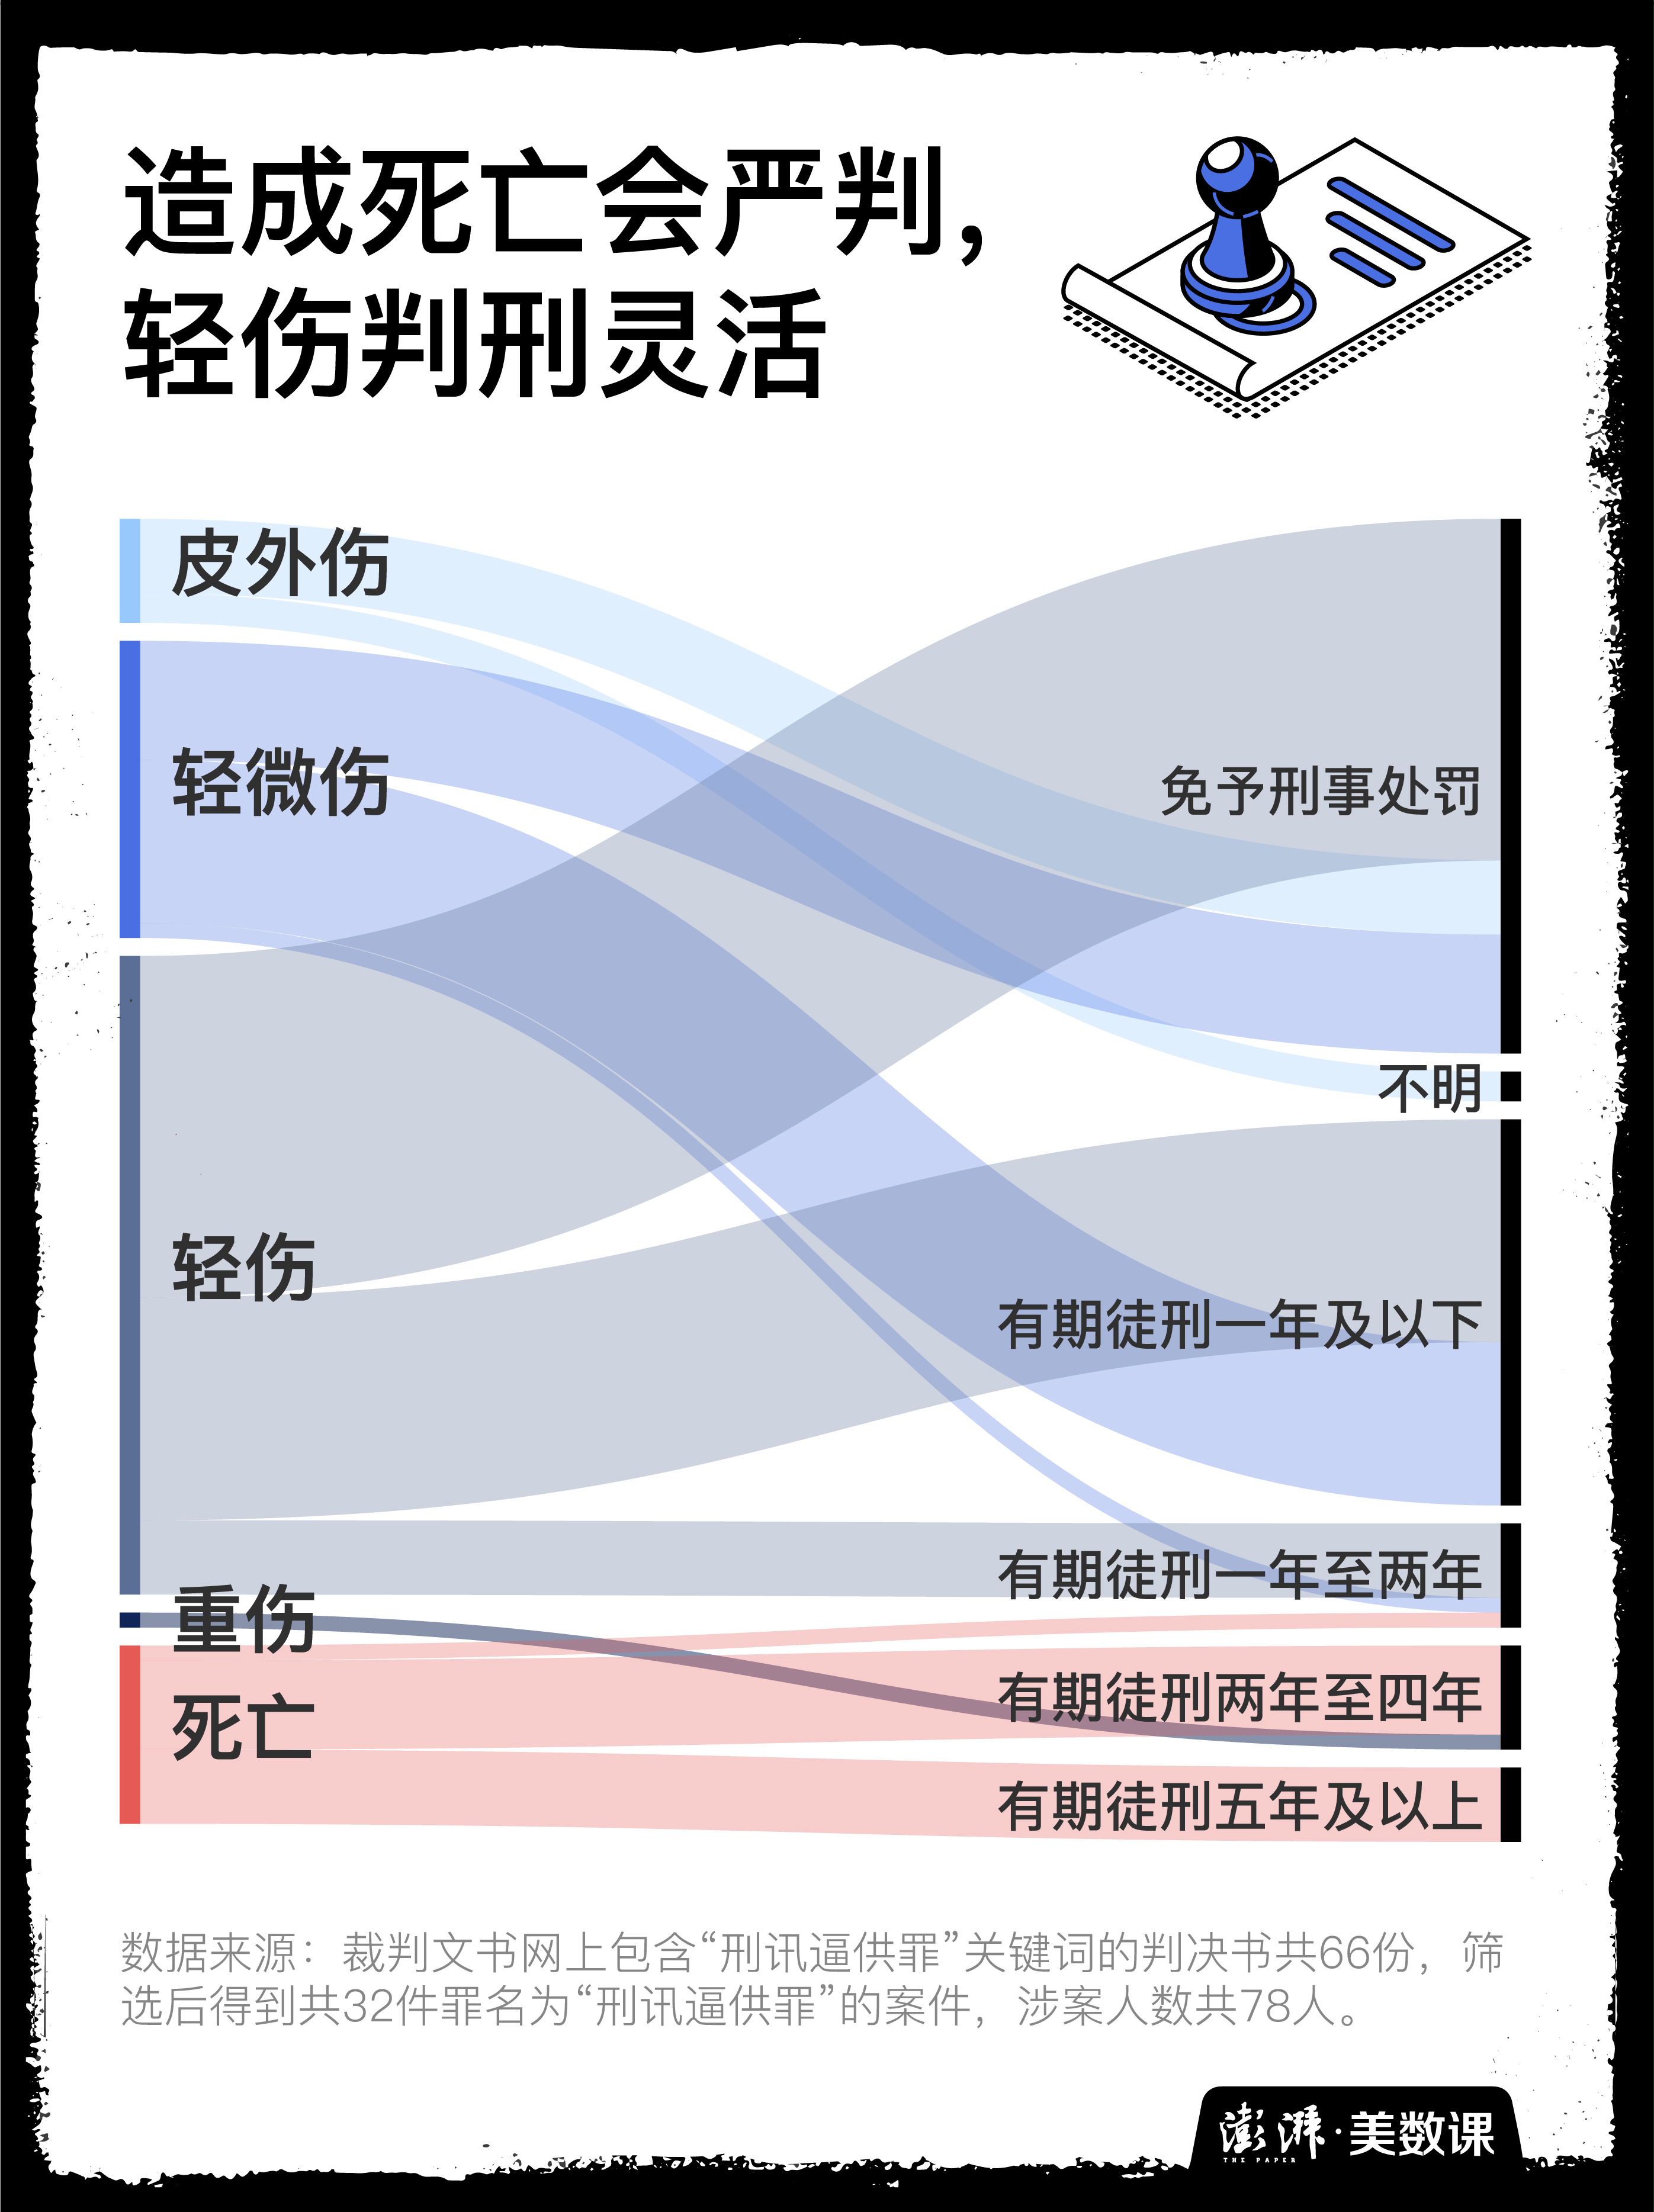 造成死亡会严判，
轻伤判刑灵活
皮外伤
轻微伤
免予刑事处罚
不明
轻伤
有期徒刑一年及以下
有期徒刑一年至两年
重伤
有期徒刑两年至四年
死亡
有期徒刑五年及以上
数据来源：裁判文书网上包含“刑讯逼供罪”关键词的判决书共66份，筛
选后得到共32件罪名为“刑讯逼供罪”的案件，涉案人数共78人。
澎湃·美数课
THE PAPER